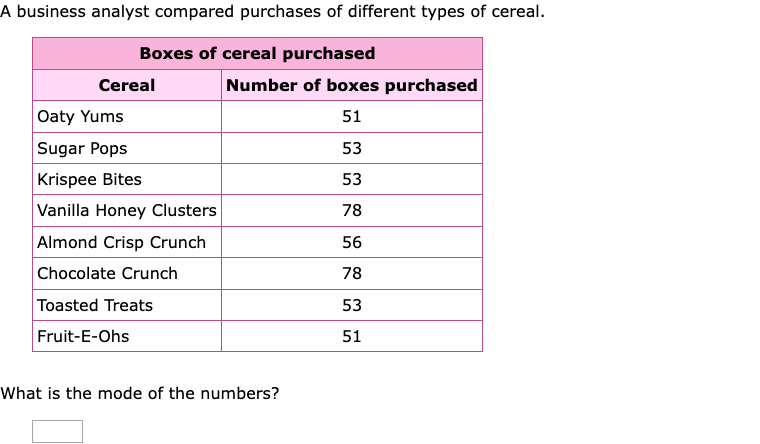 A business analyst compared purchases of different types of cereal.
Boxes of cereal purchased
Cereal Number of boxes purchased
Oaty Yums 51
Sugar Pops 53
Krispee Bites 53
Vanilla Honey Clusters 78
Almond Crisp Crunch 56
Chocolate Crunch 78
Toasted Treats 53
Fruit-E-Ohs 51
What is the mode of the numbers?